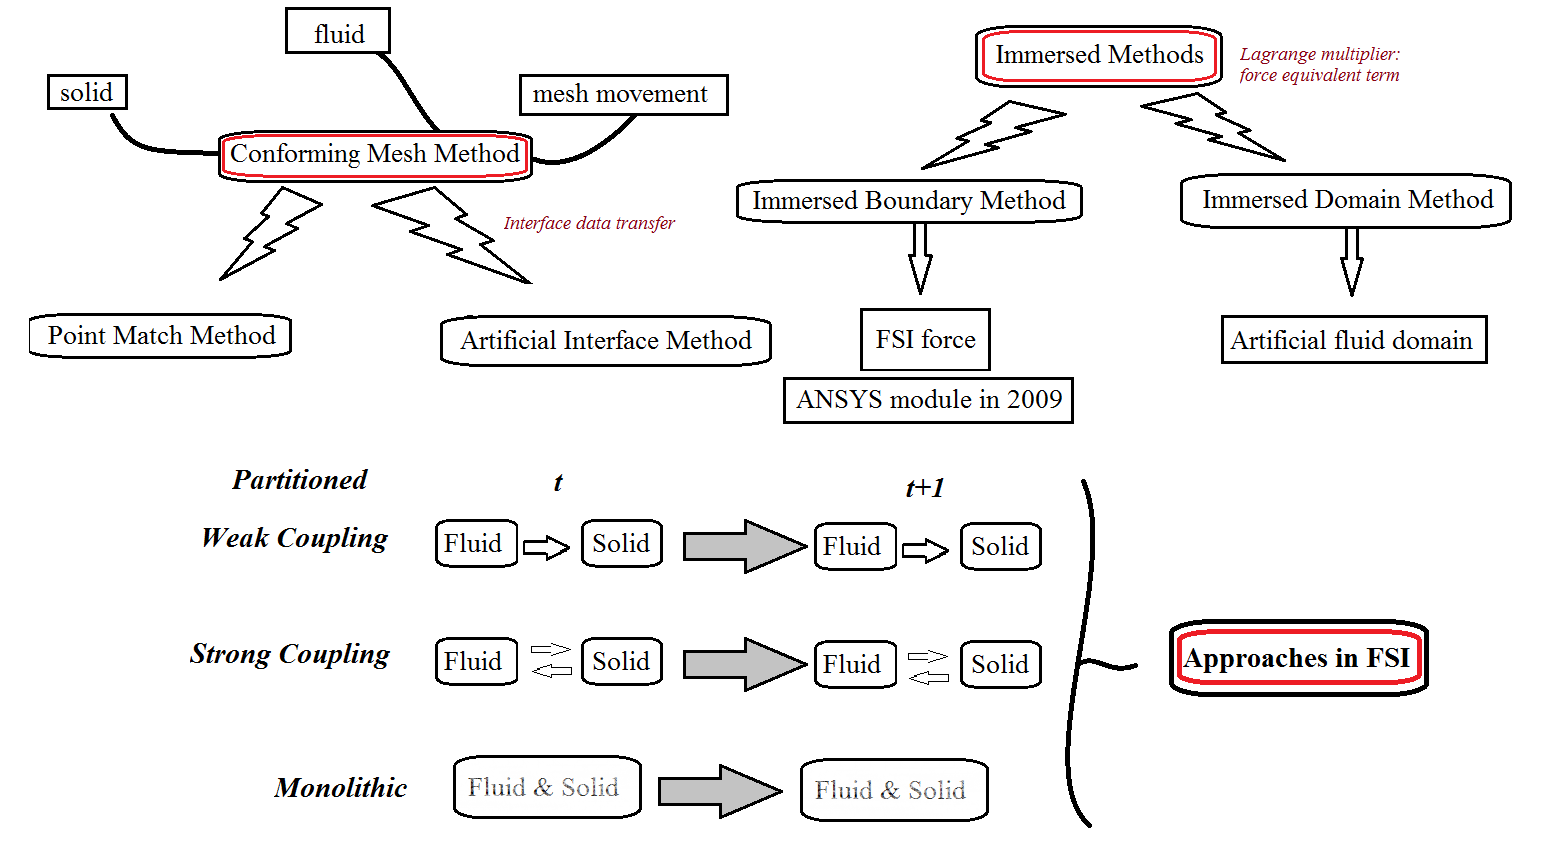 fluid
solid
mesh movement
Conforming Mesh Method
Interface data transfer
Point Match Method
Artificial Interface Method
Immersed Methods
Lagrange multiplier:
force equivalent term
Immersed Boundary Method
Immersed Domain Method
FSI force
ANSYS module in 2009
Artificial fluid domain
Partitioned
t
t+1
Weak Coupling
Fluid
Solid
Fluid
Solid
Strong Coupling
Fluid
Solid
Fluid
Solid
Monolithic
Fluid & Solid
Fluid & Solid
Approaches in FSI